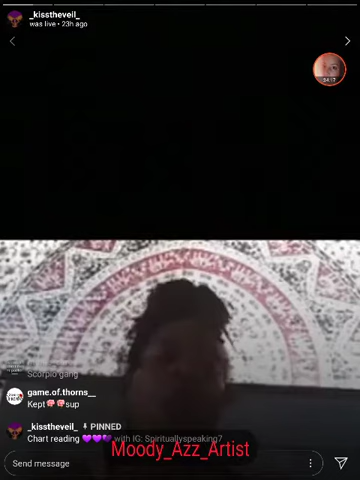 _kisstheveil_
was live • 23h ago
54:17
Scorpio gang
game.of.thorns__
Kept🍄🍄sup
_kisstheveil_ PINNED
Chart reading 💜💜💜 with IG: Spirituallyspeaking7
Moody_Azz_Artist
Send message